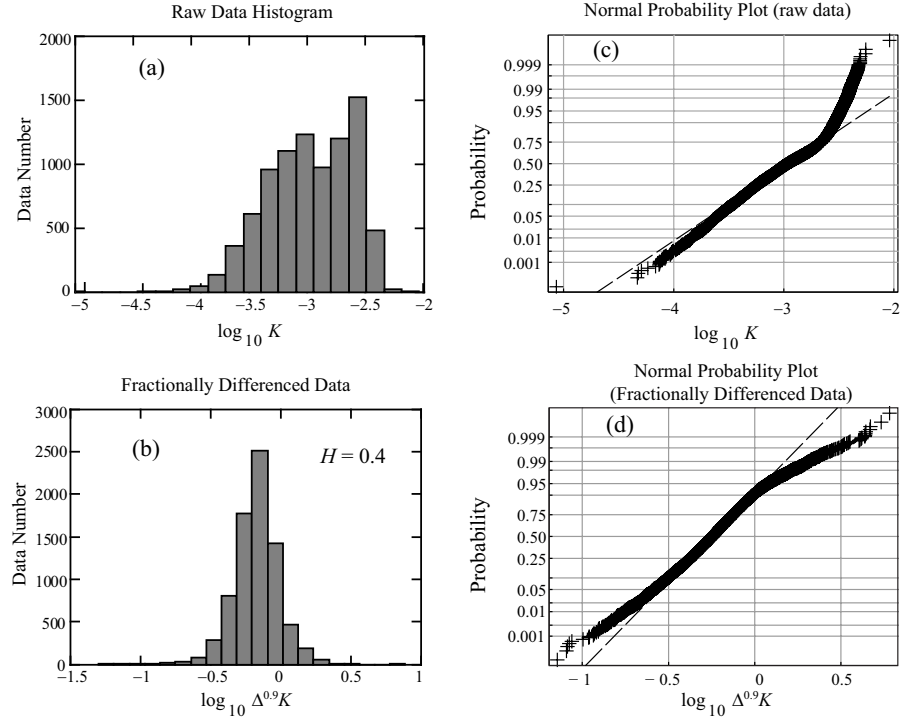 Raw Data Histogram
(a)
2000
1500
1000
500
0
Data Number
−5
−4.5
−4
−3.5
−3
−2.5
−2
log10 K
Normal Probability Plot (raw data)
(c)
0.999
0.99
0.95
0.75
0.50
0.25
0.05
0.01
0.001
Probability
−5
−4
−3
−2
log10 K
Fractionally Differenced Data
(b)
H = 0.4
3000
2500
2000
1500
1000
500
0
Data Number
−1.5
−1
−0.5
0
0.5
1
log10 Δ0.9K
Normal Probability Plot
(Fractionally Differenced Data)
(d)
0.999
0.99
0.95
0.75
0.50
0.25
0.05
0.01
0.001
Probability
−1
−0.5
0
0.5
log10 Δ0.9K